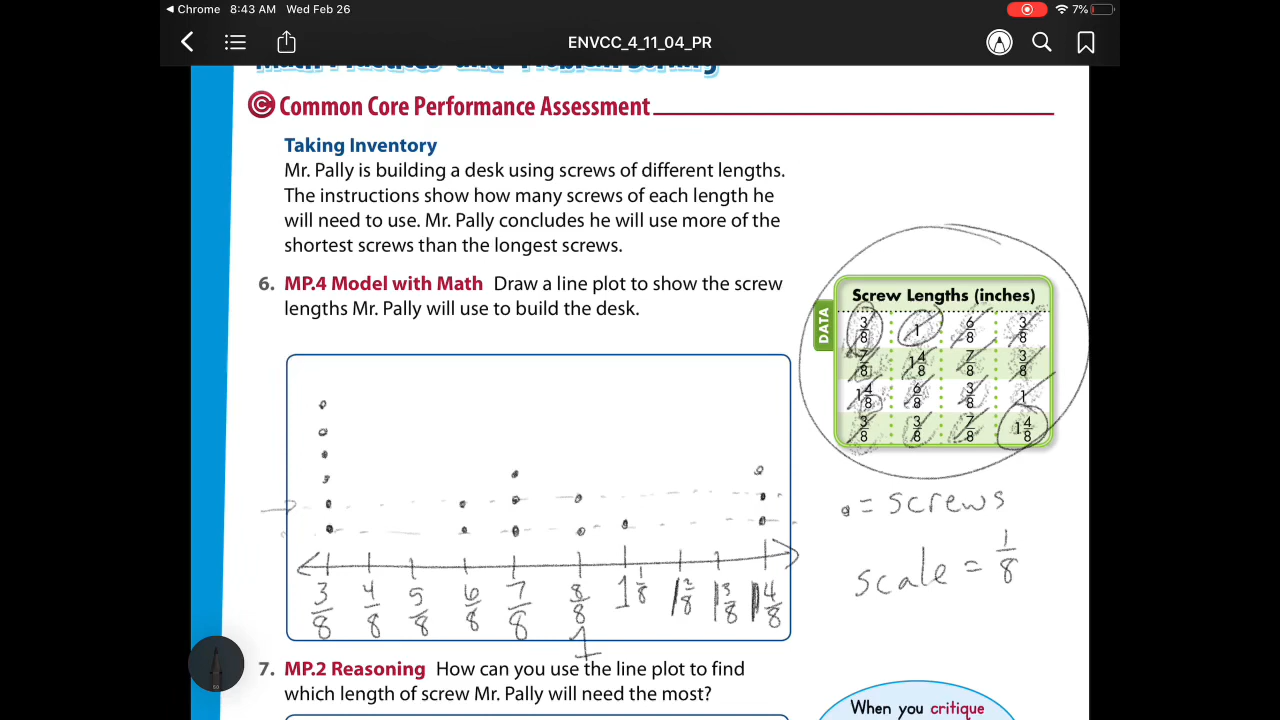 Chrome 8:43 AM Wed Feb 26
7%
ENVCC_4_11_04_PR
Common Core Performance Assessment
Taking Inventory
Mr. Pally is building a desk using screws of different lengths.
The instructions show how many screws of each length he
will need to use. Mr. Pally concludes he will use more of the
shortest screws than the longest screws.
6. MP.4 Model with Math Draw a line plot to show the screw
lengths Mr. Pally will use to build the desk.
DATA
Screw Lengths (inches)
3/8 1 6/8 3/8
7/8 1 4/8 7/8 3/8
1 4/8 6/8 3/8 1
3/8 3/8 7/8 1 4/8
= screws
scale = 1/8
3/8 4/8 5/8 6/8 7/8 8/8 1 1/8 1 2/8 1 3/8 1 4/8
1
7. MP.2 Reasoning How can you use the line plot to find
which length of screw Mr. Pally will need the most?
When you critique